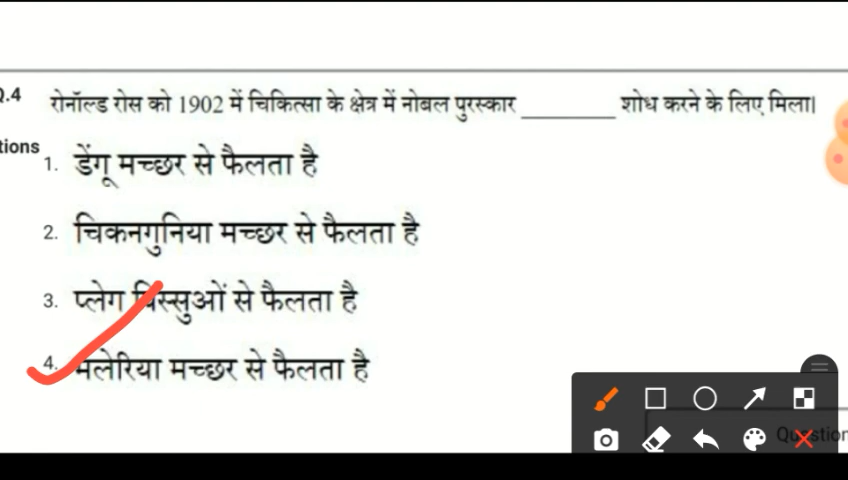 Q.4 रोनॉल्ड रोस को 1902 में चिकित्सा के क्षेत्र में नोबल पुरस्कार ________ शोध करने के लिए मिला।
tions
1. डेंगू मच्छर से फैलता है
2. चिकनगुनिया मच्छर से फैलता है
3. प्लेग पिस्सुओं से फैलता है
4. मलेरिया मच्छर से फैलता है
Question